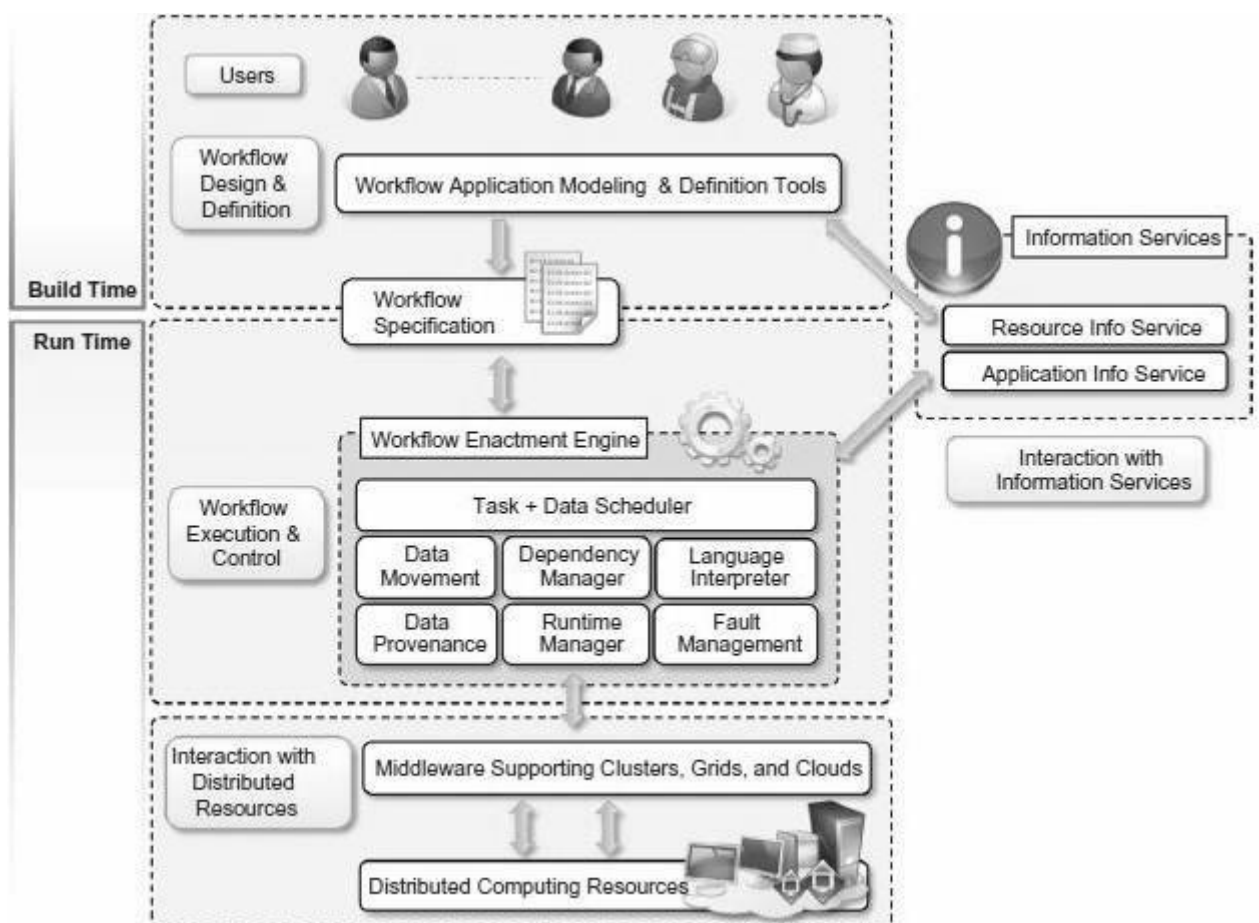 Users
Workflow
Design &
Definition
Workflow Application Modeling & Definition Tools
Information Services
Build Time
Workflow
Specification
Resource Info Service
Run Time
Application Info Service
Workflow Enactment Engine
Interaction with
Information Services
Workflow
Execution &
Control
Task + Data Scheduler
Data
Movement
Dependency
Manager
Language
Interpreter
Data
Provenance
Runtime
Manager
Fault
Management
Interaction with
Distributed
Resources
Middleware Supporting Clusters, Grids, and Clouds
Distributed Computing Resources